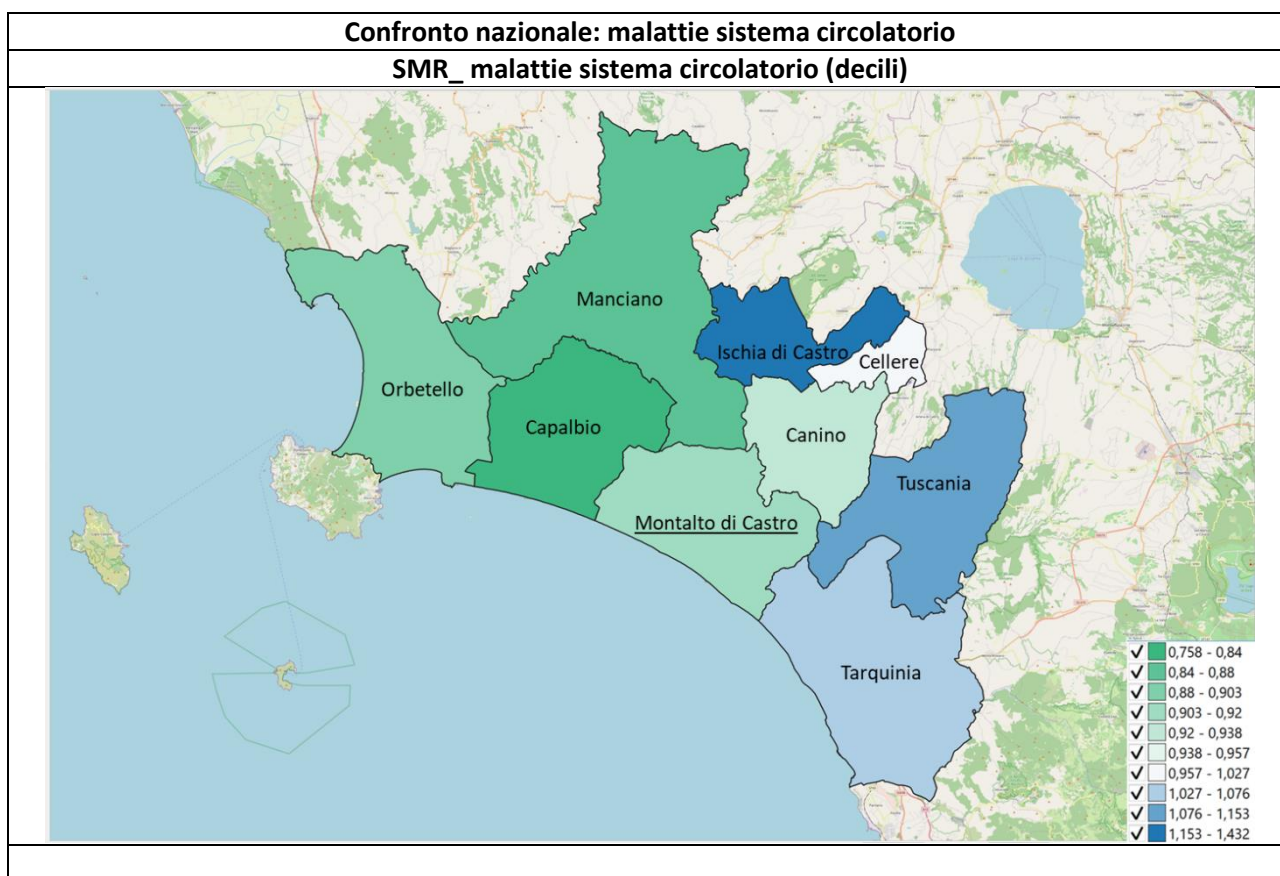 Confronto nazionale: malattie sistema circolatorio
SMR_ malattie sistema circolatorio (decili)
Manciano
Ischia di Castro
Cellere
Orbetello
Capalbio
Canino
Tuscania
Montalto di Castro
Tarquinia
✓ 0,758 - 0,84
✓ 0,84 - 0,88
✓ 0,88 - 0,903
✓ 0,903 - 0,92
✓ 0,92 - 0,938
✓ 0,938 - 0,957
✓ 0,957 - 1,027
✓ 1,027 - 1,076
✓ 1,076 - 1,153
✓ 1,153 - 1,432